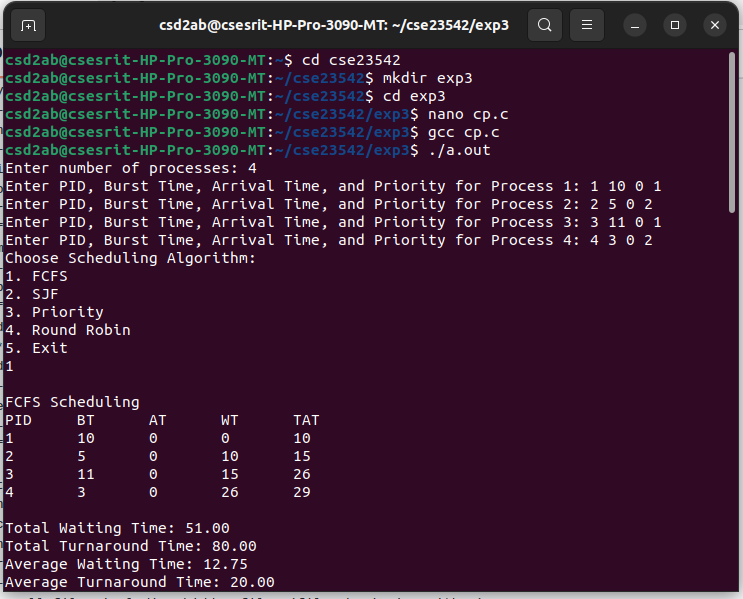 csd2ab@csesrit-HP-Pro-3090-MT: ~/cse23542/exp3
csd2ab@csesrit-HP-Pro-3090-MT:~$ cd cse23542
csd2ab@csesrit-HP-Pro-3090-MT:~/cse23542$ mkdir exp3
csd2ab@csesrit-HP-Pro-3090-MT:~/cse23542$ cd exp3
csd2ab@csesrit-HP-Pro-3090-MT:~/cse23542/exp3$ nano cp.c
csd2ab@csesrit-HP-Pro-3090-MT:~/cse23542/exp3$ gcc cp.c
csd2ab@csesrit-HP-Pro-3090-MT:~/cse23542/exp3$ ./a.out
Enter number of processes: 4
Enter PID, Burst Time, Arrival Time, and Priority for Process 1: 1 10 0 1
Enter PID, Burst Time, Arrival Time, and Priority for Process 2: 2 5 0 2
Enter PID, Burst Time, Arrival Time, and Priority for Process 3: 3 11 0 1
Enter PID, Burst Time, Arrival Time, and Priority for Process 4: 4 3 0 2
Choose Scheduling Algorithm:
1. FCFS
2. SJF
3. Priority
4. Round Robin
5. Exit
1
FCFS Scheduling
PID BT AT WT TAT
1 10 0 0 10
2 5 0 10 15
3 11 0 15 26
4 3 0 26 29
Total Waiting Time: 51.00
Total Turnaround Time: 80.00
Average Waiting Time: 12.75
Average Turnaround Time: 20.00